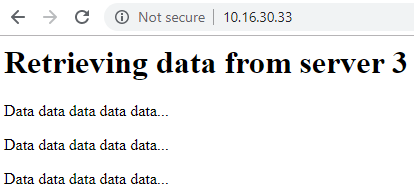 Not secure | 10.16.30.33
Retrieving data from server 3
Data data data data data...
Data data data data data...
Data data data data data...